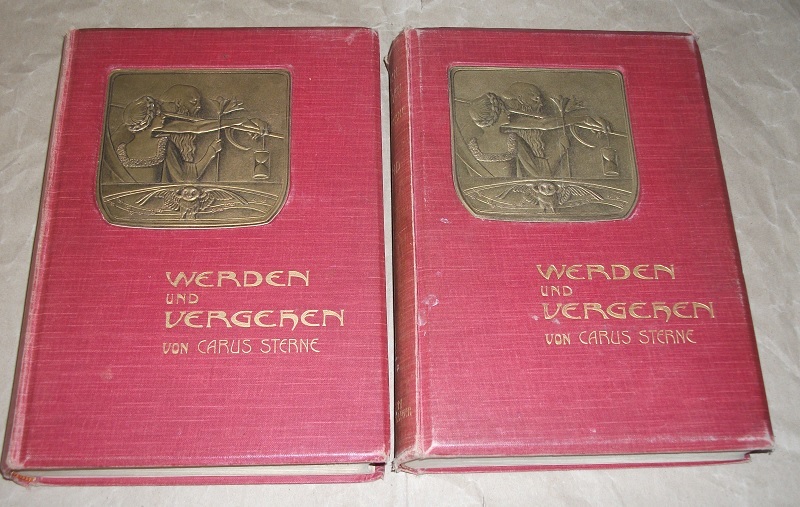 WERDEN
UND
VERGEHEN
VON CARUS STERNE
WERDEN
UND
VERGEHEN
VON CARUS STERNE